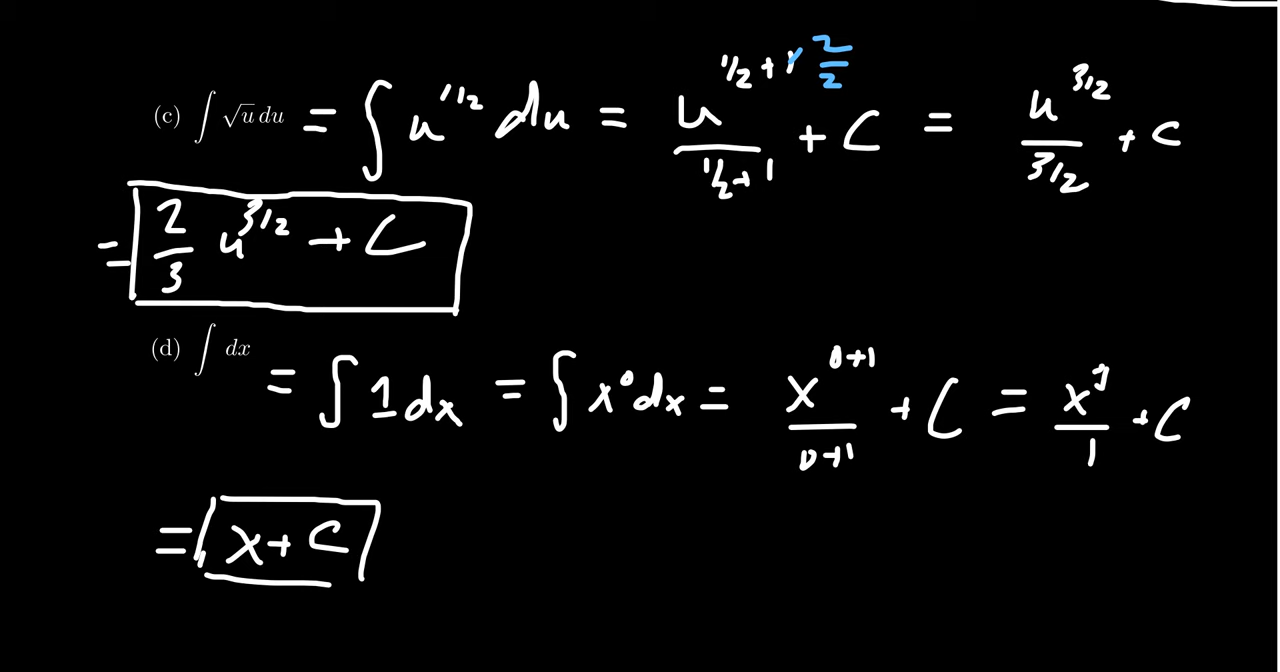 (c) ∫ √u du = ∫ u^{1/2} du = u^{1/2 + 1 2/2} / (1/2 + 1) + C = u^{3/2} / (3/2) + C
= 2/3 u^{3/2} + C
(d) ∫ dx = ∫ 1 dx = ∫ x^0 dx = x^{0+1} / (0+1) + C = x^1 / 1 + C
= x + C